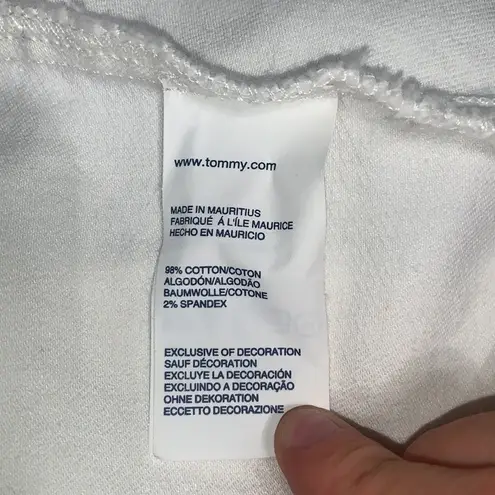 www.tommy.com
MADE IN MAURITIUS
FABRIQUÉ Á L'ÎLE MAURICE
HECHO EN MAURICIO
98% COTTON/COTON
ALGODÓN/ALGODÃO
BAUMWOLLE/COTONE
2% SPANDEX
EXCLUSIVE OF DECORATION
SAUF DÉCORATION
EXCLUYE LA DECORACIÓN
EXCLUINDO A DECORAÇÃO
OHNE DEKORATION
ECCETTO DECORAZIONE